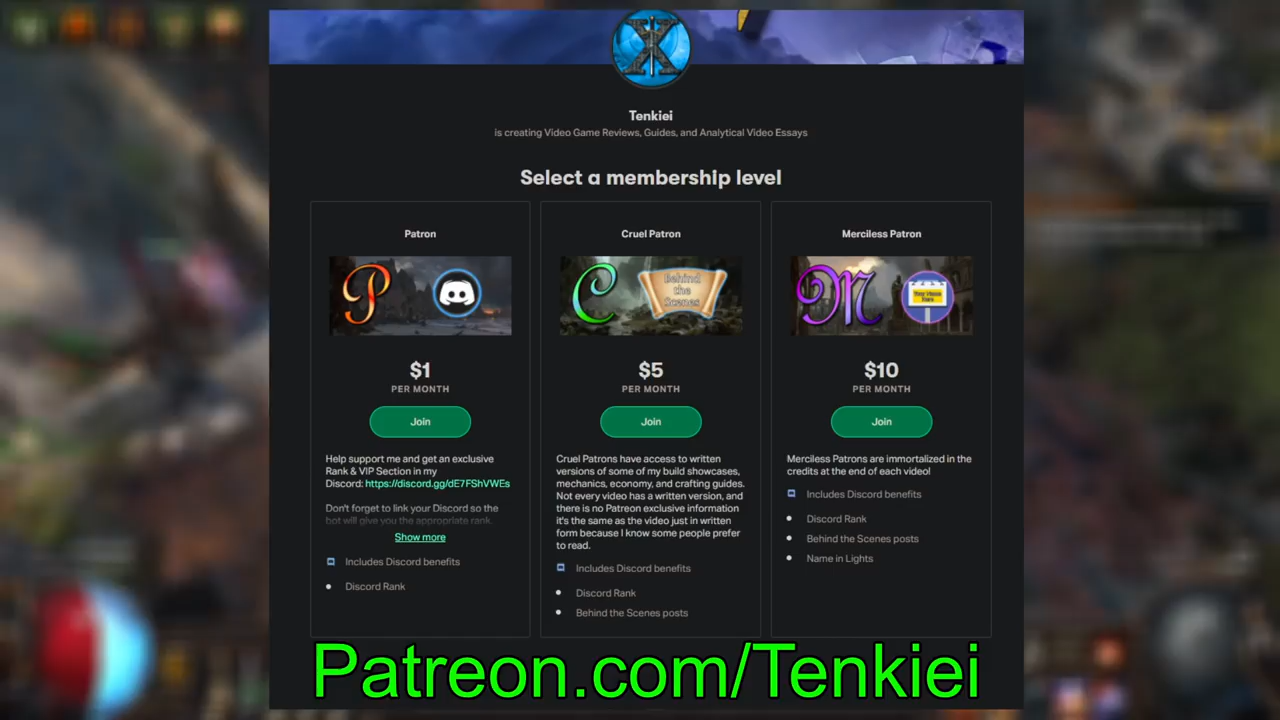 Tenkiei
is creating Video Game Reviews, Guides, and Analytical Video Essays
Select a membership level
Patron
P
$1
PER MONTH
Join
Help support me and get an exclusive
Rank & VIP Section in my
Discord: https://discord.gg/dE7FShVWEs
Don't forget to link your Discord so the
bot will give you the appropriate rank.
Show more
Includes Discord benefits
Discord Rank
Cruel Patron
C
Behind
the
Scenes
$5
PER MONTH
Join
Cruel Patrons have access to written
versions of some of my build showcases,
mechanics, economy, and crafting guides.
Not every video has a written version, and
there is no Patreon exclusive information
it's the same as the video just in written
form because I know some people prefer
to read.
Includes Discord benefits
Discord Rank
Behind the Scenes posts
Merciless Patron
M
Your Name
Here
$10
PER MONTH
Join
Merciless Patrons are immortalized in the
credits at the end of each video!
Includes Discord benefits
Discord Rank
Behind the Scenes posts
Name in Lights
Patreon.com/Tenkiei